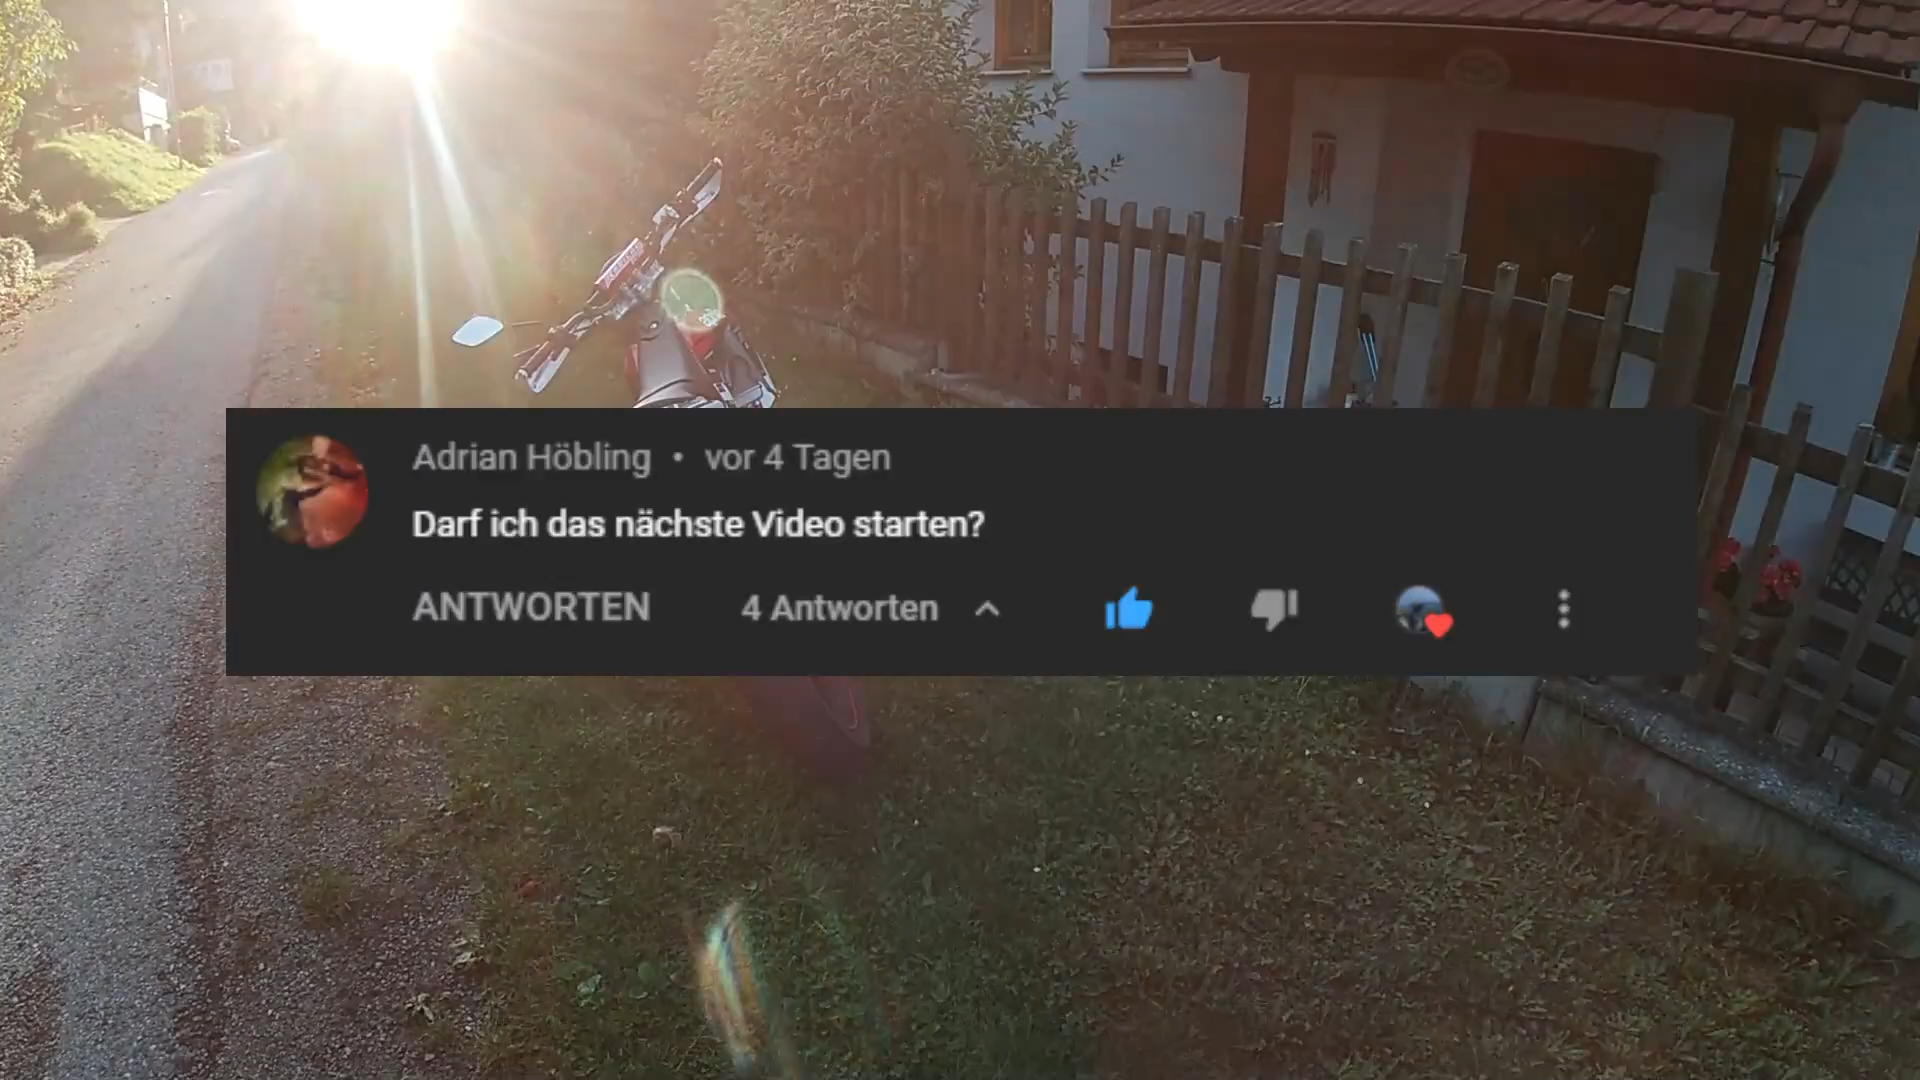 Adrian Höbling • vor 4 Tagen
Darf ich das nächste Video starten?
ANTWORTEN 4 Antworten